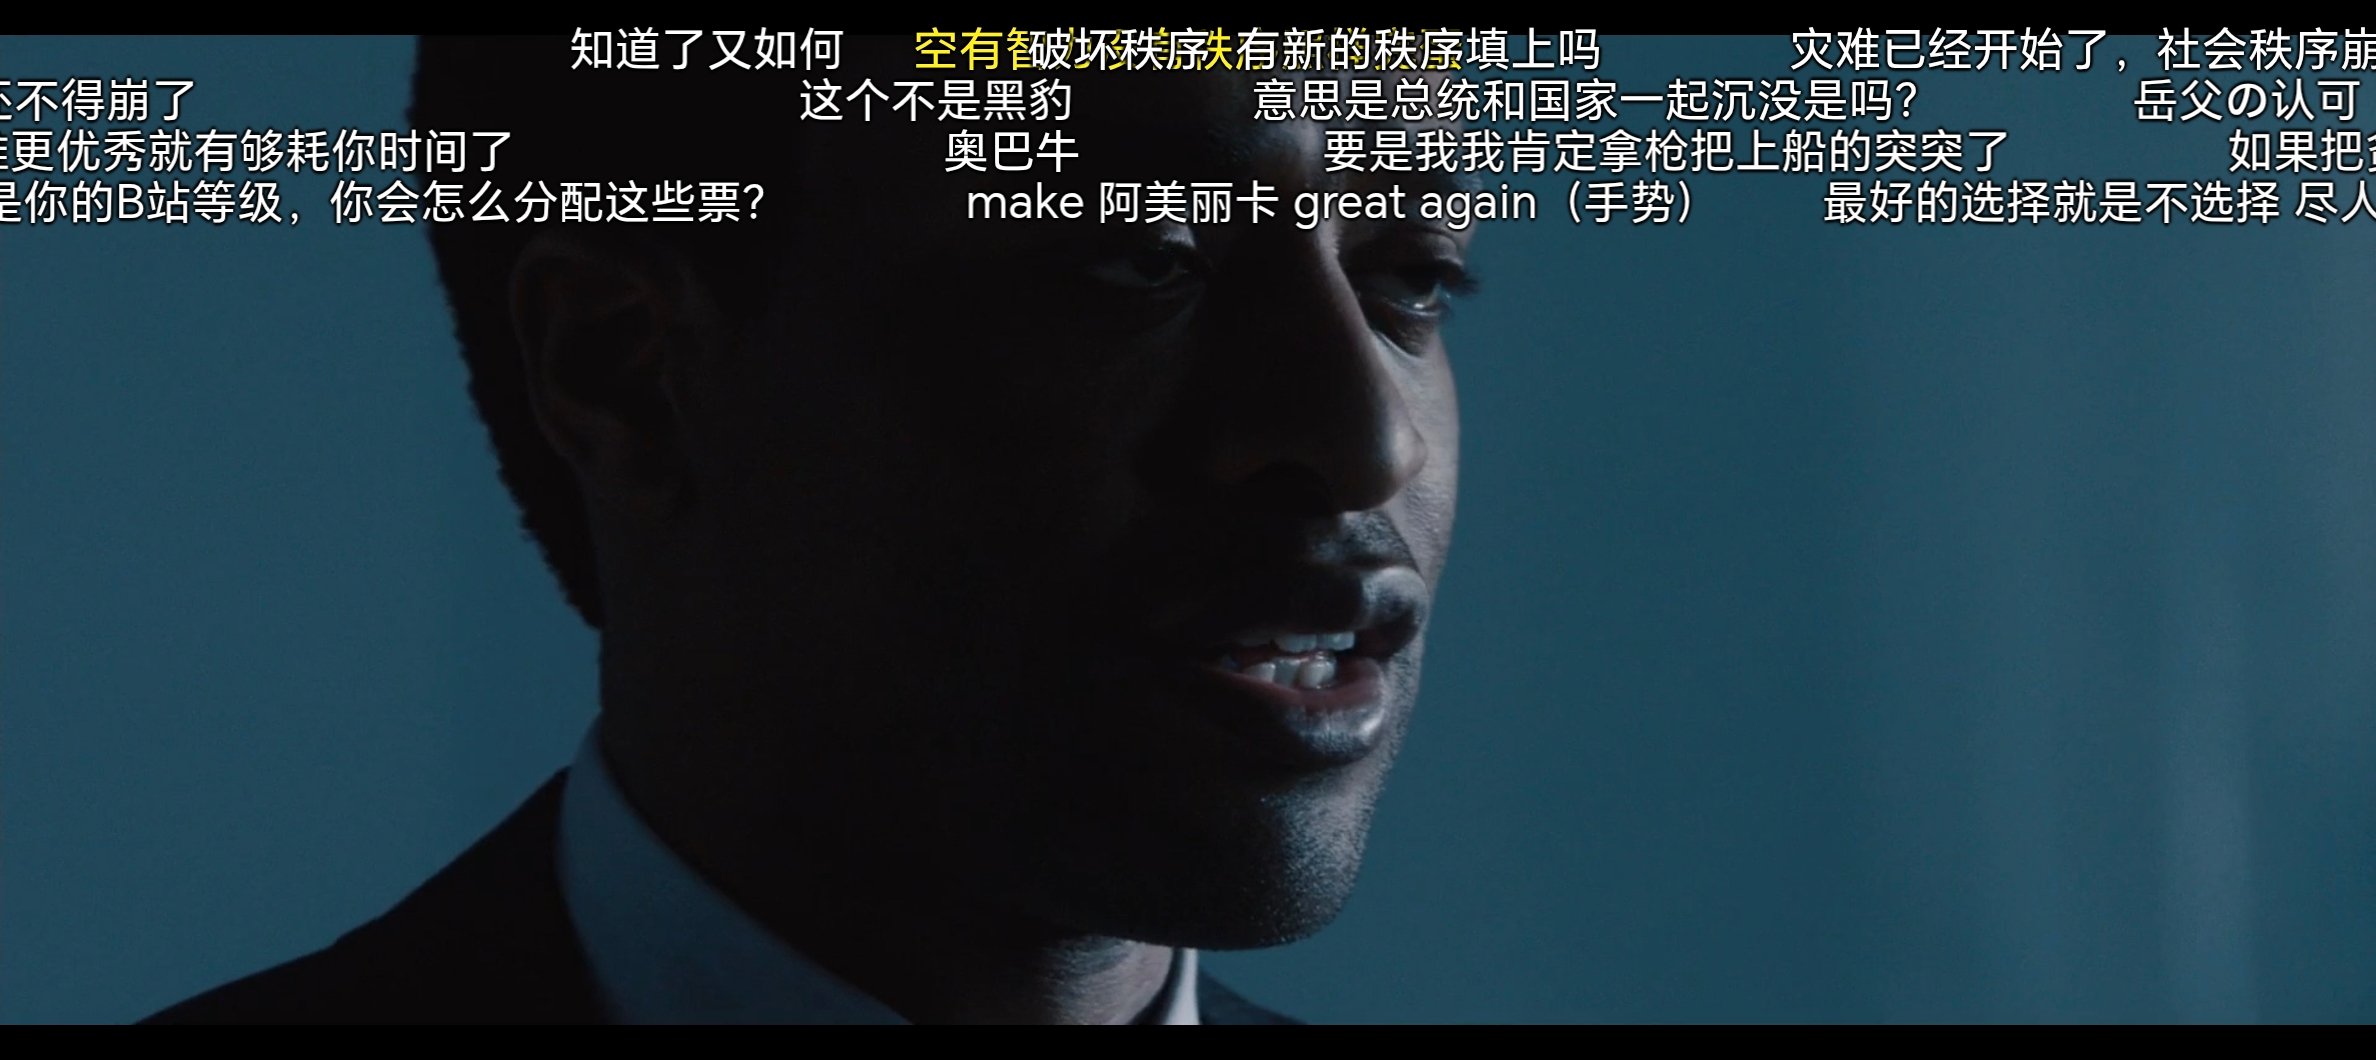 知道了又如何 空有智 破坏秩序 有新的秩序填上吗 灾难已经开始了，社会秩序崩
不得崩了 这个不是黑豹 意思是总统和国家一起沉没是吗？ 岳父の认可
更优秀就有够耗你时间了 奥巴牛 要是我我肯定拿枪把上船的突突了 如果把
是你的B站等级，你会怎么分配这些票？ make 阿美丽卡 great again（手势） 最好的选择就是不选择 尽人